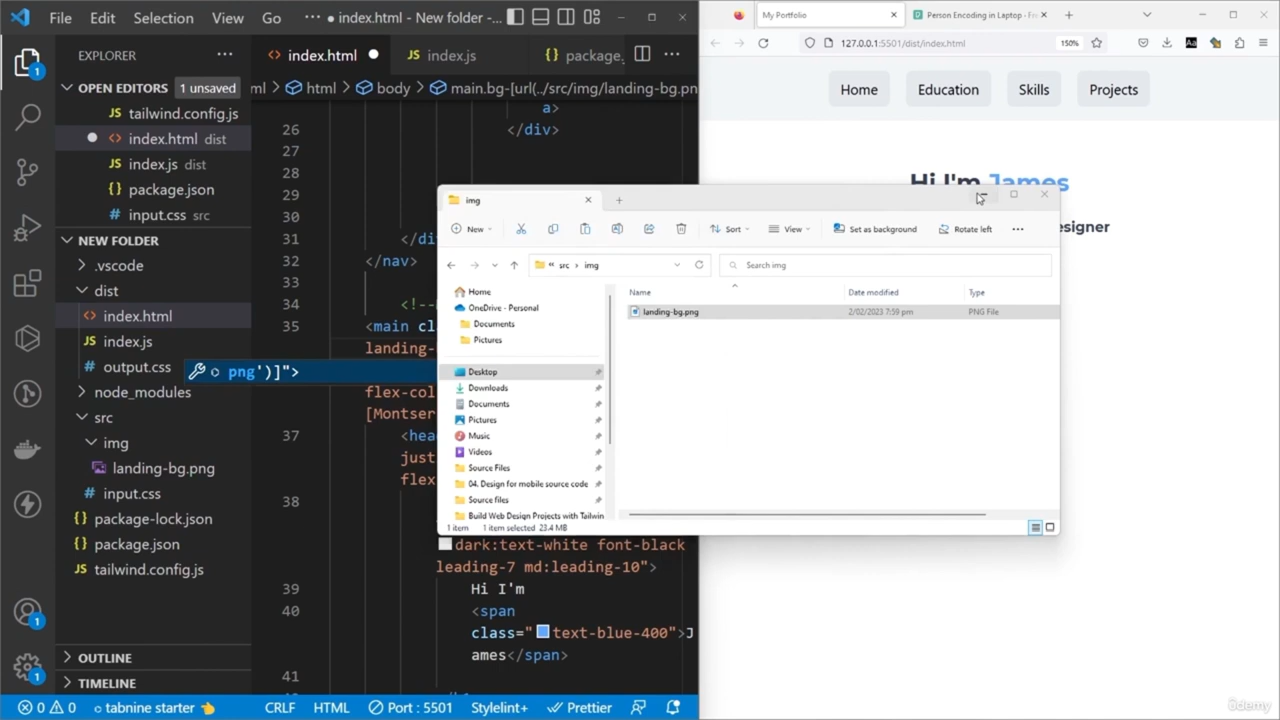 File Edit Selection View Go ··· ● index.html - New folder -...
EXPLORER ···
OPEN EDITORS 1 unsaved
tailwind.config.js
index.html dist
index.js dist
package.json
input.css src
NEW FOLDER
.vscode
dist
index.html
index.js
output.css
node_modules
src
img
landing-bg.png
input.css
package-lock.json
package.json
tailwind.config.js
OUTLINE
TIMELINE
1
1
1
index.html ● index.js {} package. ···
ml > html > body > main.bg-[url(../src/img/landing-bg.pn
a>
26 </div>
27
28
29
30
31 </di
32 </nav>
33
34 <!--
35 <main cl
landing-
png')]">
flex-col
[Montser
37 <hea
just
flex
38
dark:text-white font-black
leading-7 md:leading-10">
39 Hi I'm
40 <span
class="text-blue-400">J
ames</span>
41
0 0 tabnine starter CRLF HTML Port : 5501 Stylelint+ Prettier
My Portfolio
Person Encoding in Laptop - Fr
127.0.0.1:5501/dist/index.html 150%
Home Education Skills Projects
Hi I'm James
esigner
img
New Sort View Set as background Rotate left ···
« src > img Search img
Home
OneDrive - Personal
Documents
Pictures
Desktop
Downloads
Documents
Pictures
Music
Videos
Source Files
04. Design for mobile source code
Source files
Build Web Design Projects with Tailwin
Name Date modified Type
landing-bg.png 2/02/2023 7:59 pm PNG File
1 item 1 item selected 23.4 MB
ûdemy